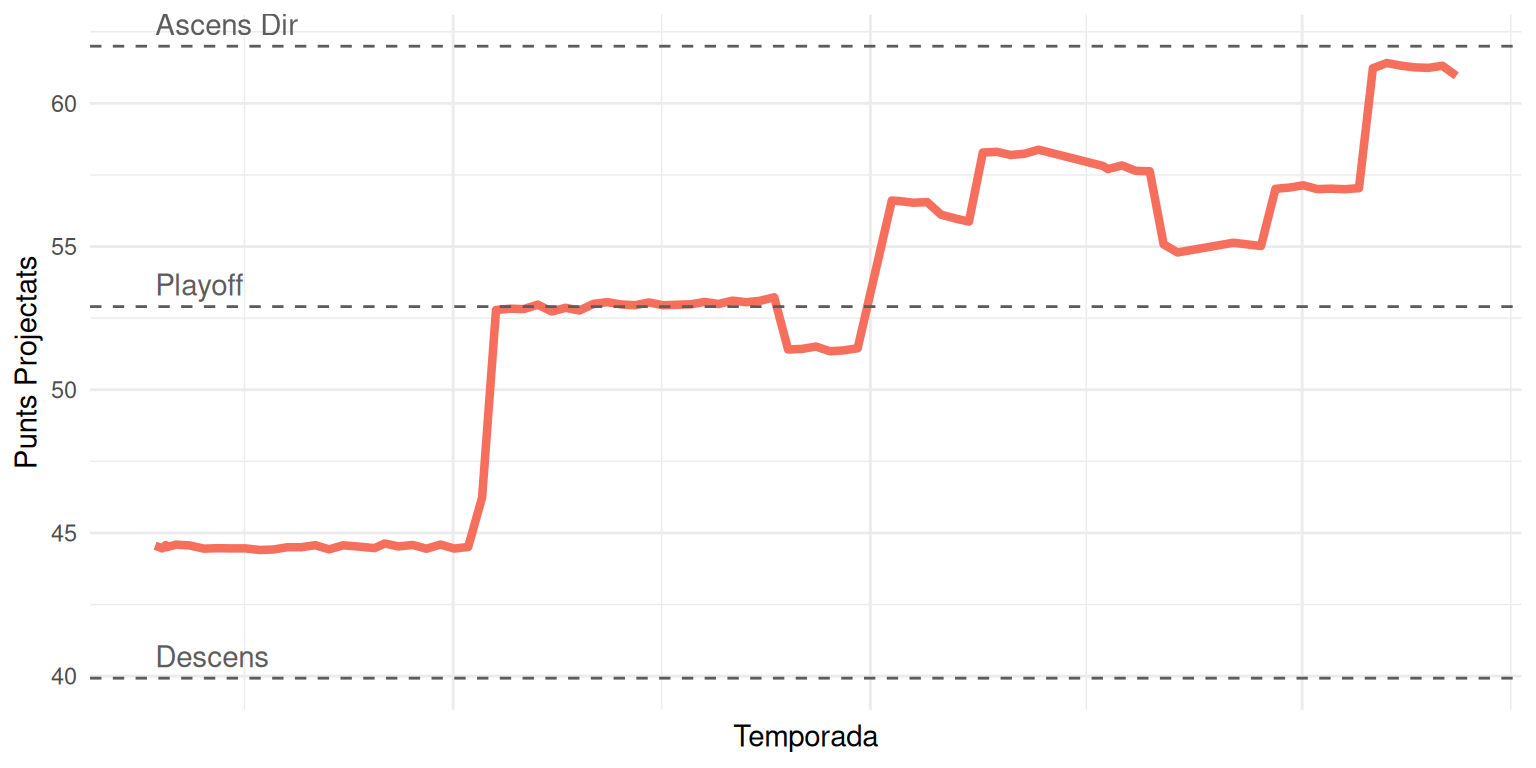 Ascens Dir
60
55
Playoff
50
45
Descens
40
Punts Projectats
Temporada